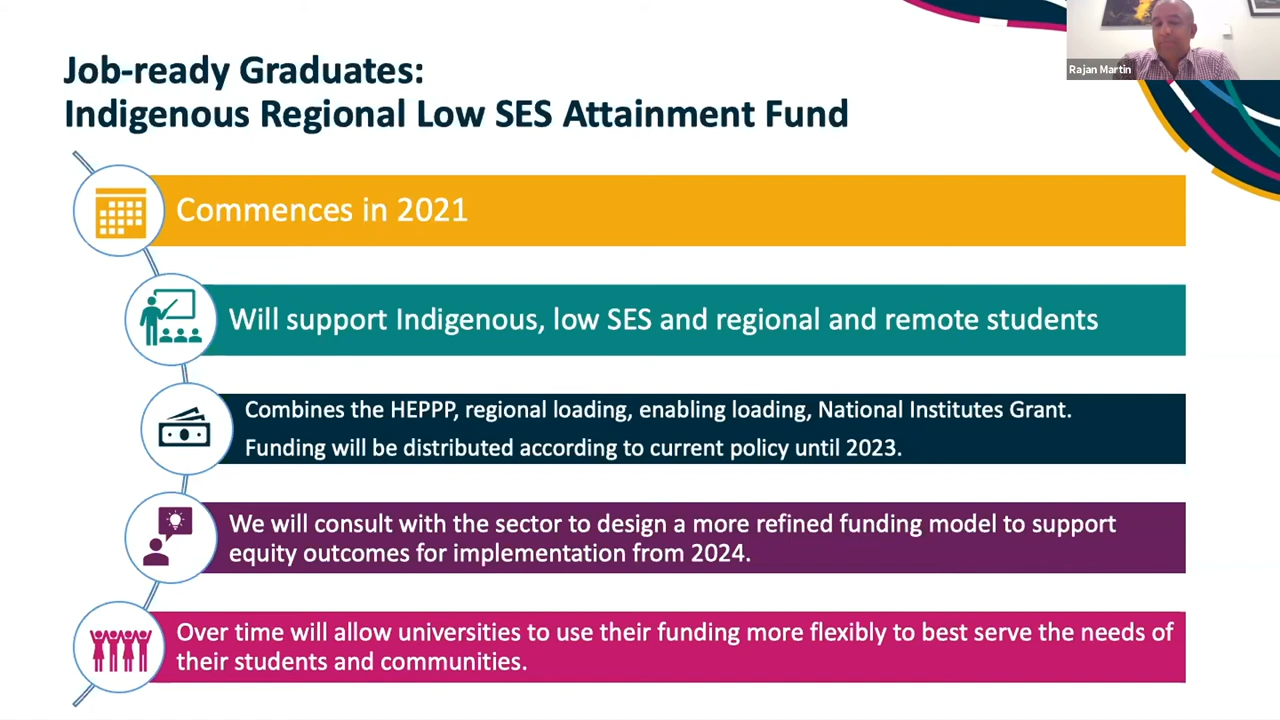 Rajan Martin
Job-ready Graduates:
Indigenous Regional Low SES Attainment Fund
Commences in 2021
Will support Indigenous, low SES and regional and remote students
Combines the HEPPP, regional loading, enabling loading, National Institutes Grant.
Funding will be distributed according to current policy until 2023.
We will consult with the sector to design a more refined funding model to support
equity outcomes for implementation from 2024.
Over time will allow universities to use their funding more flexibly to best serve the needs of
their students and communities.